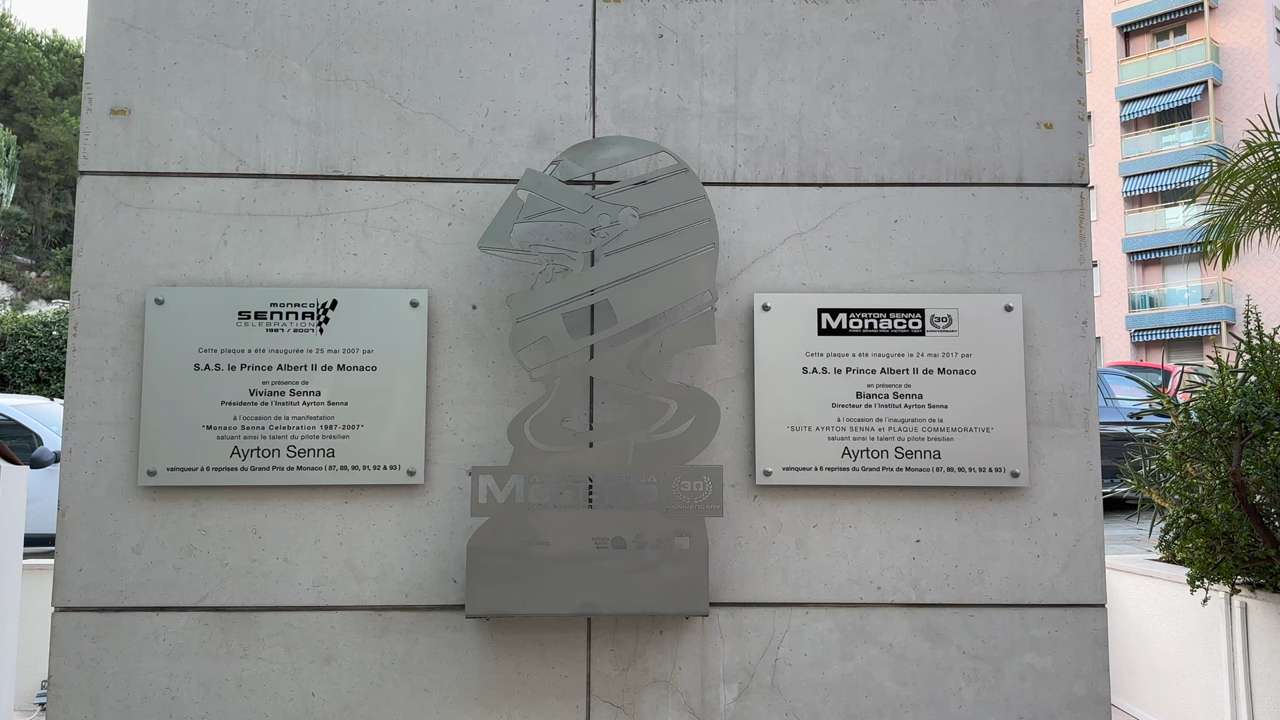 MONACO
SENNA
CELEBRATION
1987 / 2007
Cette plaque a été inaugurée le 25 mai 2007 par
S.A.S. le Prince Albert II de Monaco
en présence de
Viviane Senna
Présidente de l'Institut Ayrton Senna
à l'occasion de la manifestation
"Monaco Senna Celebration 1987-2007"
saluant ainsi le talent du pilote brésilien
Ayrton Senna
vainqueur à 6 reprises du Grand Prix de Monaco ( 87, 89, 90, 91, 92 & 93 )
Monaco
30
ANNIVERSARY
AYRTON SENNA
Monaco
FIRST GRAND PRIX VICTORY 1987
30
ANNIVERSARY
Cette plaque a été inaugurée le 24 mai 2017 par
S.A.S. le Prince Albert II de Monaco
en présence de
Bianca Senna
Directeur de l'Institut Ayrton Senna
à l'occasion de l'inauguration de la
"SUITE AYRTON SENNA et PLAQUE COMMEMORATIVE"
saluant ainsi le talent du pilote brésilien
Ayrton Senna
vainqueur à 6 reprises du Grand Prix de Monaco ( 87, 89, 90, 91, 92 & 93 )